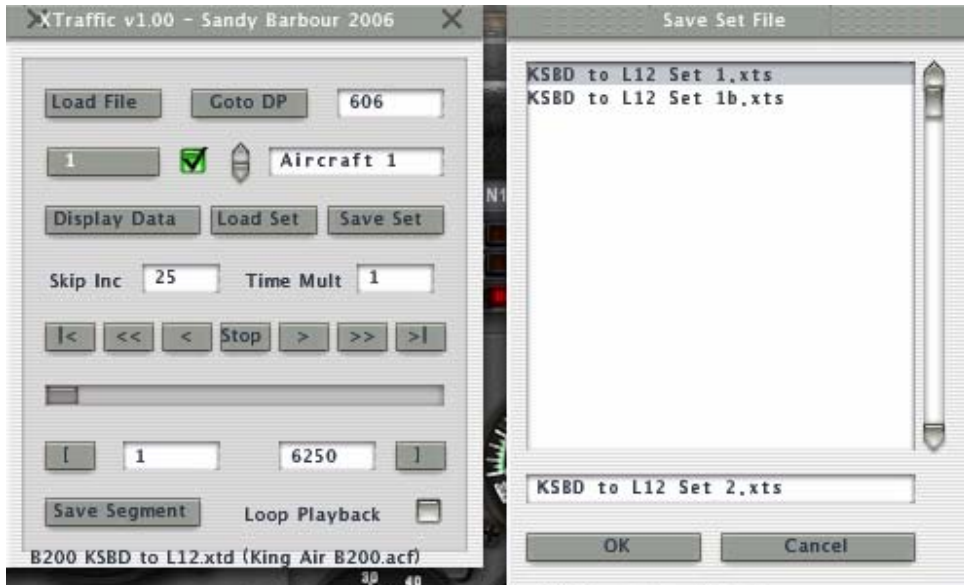 XTraffic v1.00 - Sandy Barbour 2006
Load File
Goto DP
606
1
Aircraft 1
Display Data
Load Set
Save Set
Skip Inc
25
Time Mult
1
|<
<<
<
Stop
>
>>
>|
[
1
6250
]
Save Segment
Loop Playback
B200 KSBD to L12.xtd (King Air B200.acf)
N1
30
40
Save Set File
KSBD to L12 Set 1.xts
KSBD to L12 Set 1b.xts
KSBD to L12 Set 2.xts
OK
Cancel